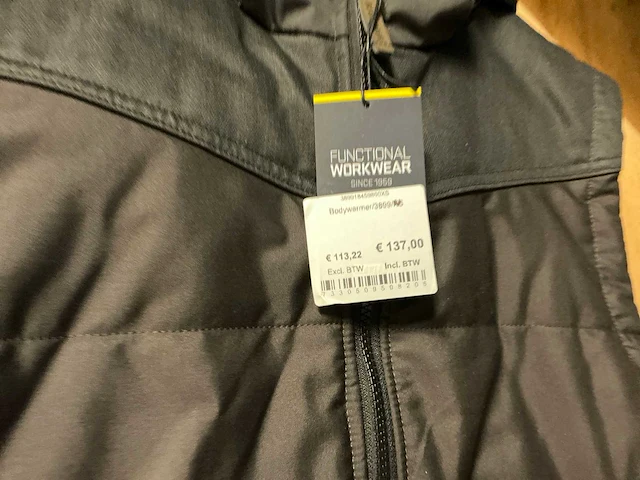 FUNCTIONAL
WORKWEAR
SINCE 1959
Bodywarmer/3899/
€ 113,22 € 137,00
Excl. BTW Incl. BTW